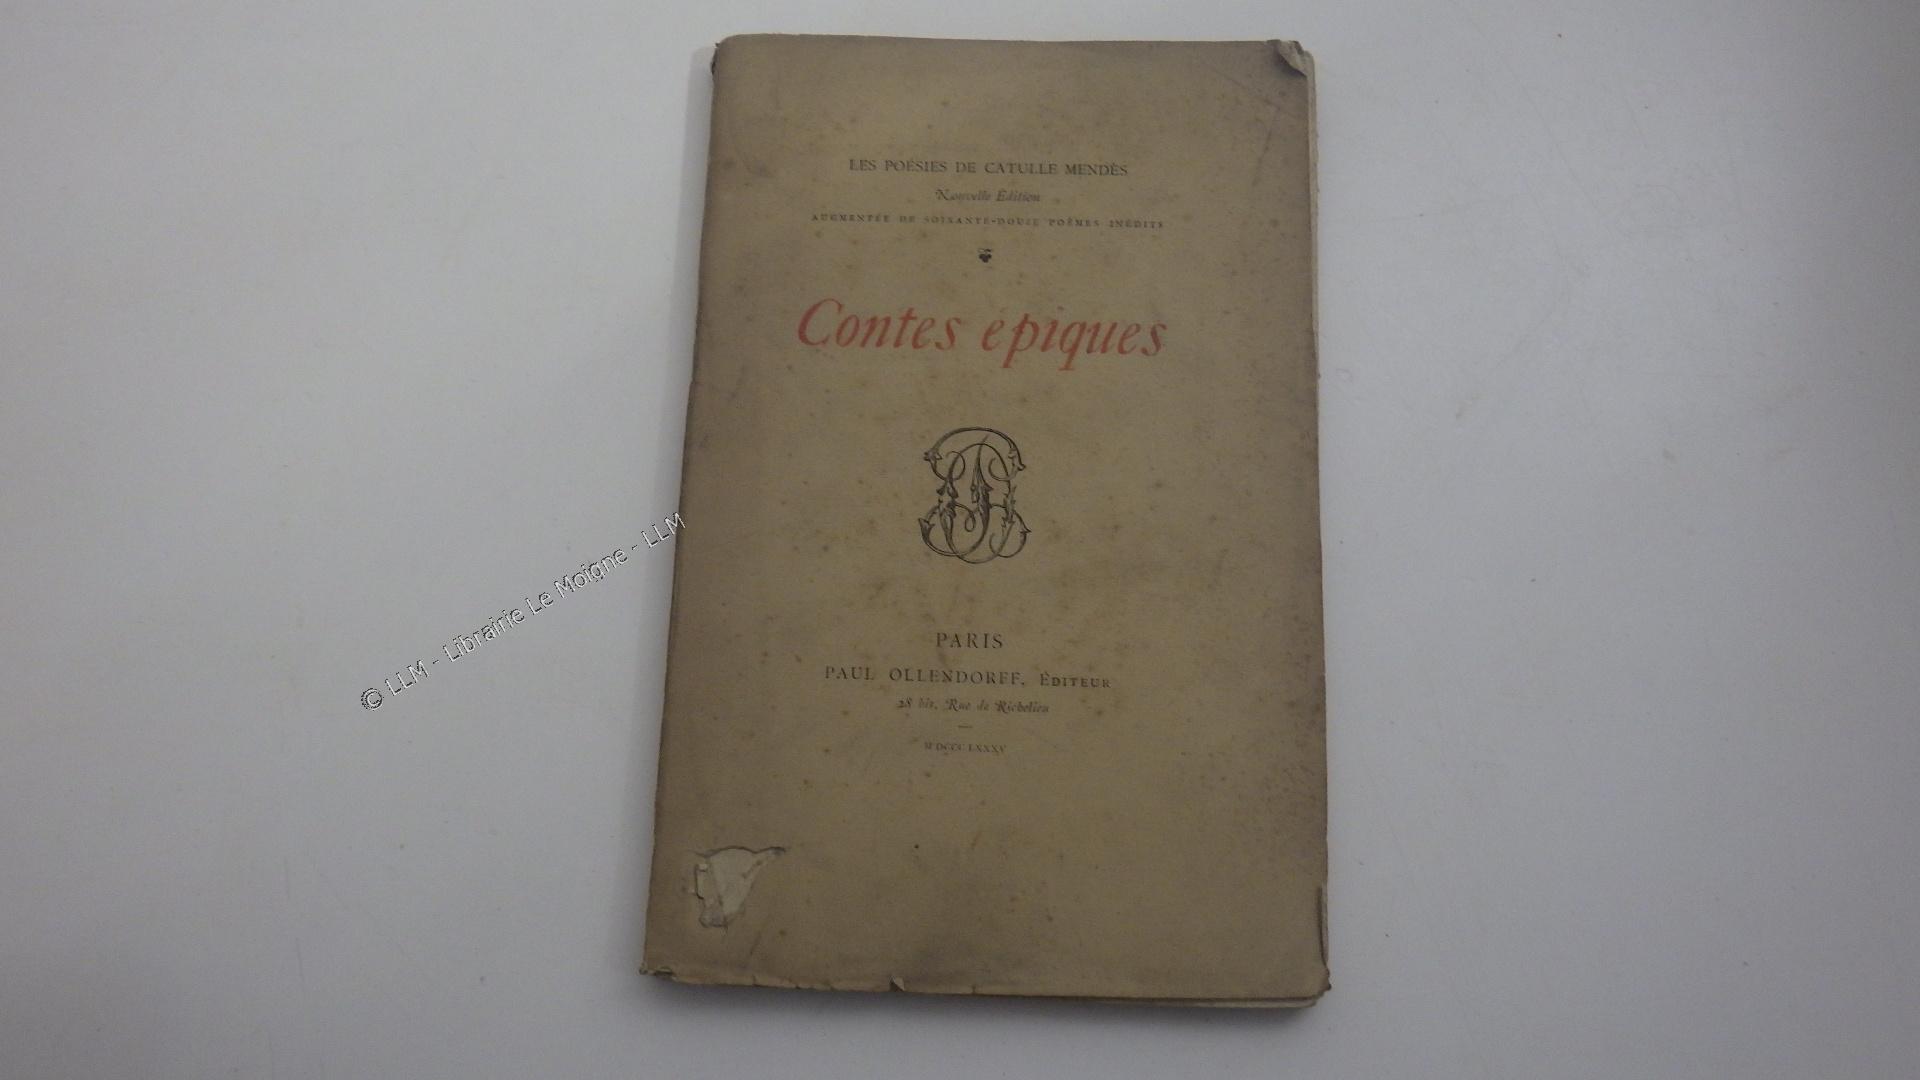 LES POÉSIES DE CATULLE MENDÈS
Nouvelle Édition
AUGMENTÉE DE SOIXANTE-DOUZE POÈMES INÉDITS
Contes épiques
PARIS
PAUL OLLENDORFF, ÉDITEUR
28 bis, Rue de Richelieu
MDCCCLXXXV
© LLM - Librairie Le Moigne - LLM